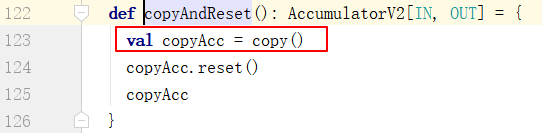 122 def copyAndReset(): AccumulatorV2[IN, OUT] = {
123 val copyAcc = copy()
124 copyAcc.reset()
125 copyAcc
126 }